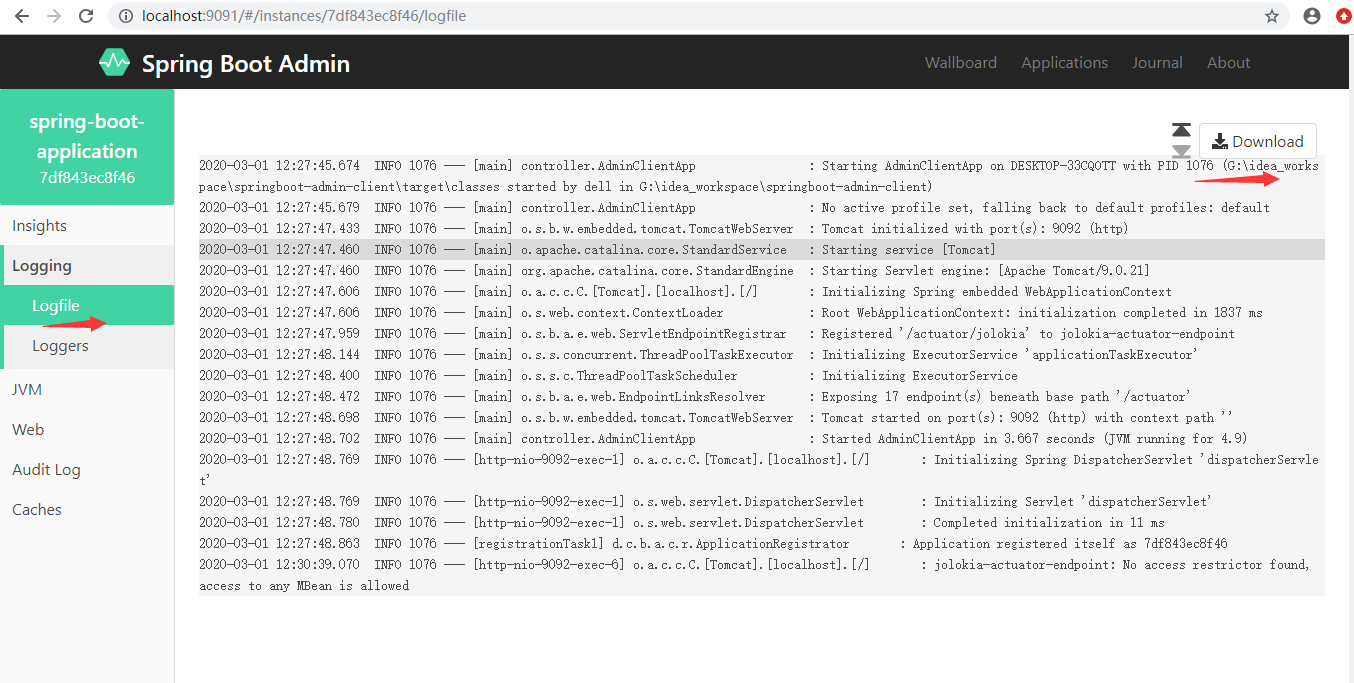 localhost:9091/#/instances/7df843ec8f46/logfile
Spring Boot Admin
Wallboard
Applications
Journal
About
spring-boot-
application
7df843ec8f46
Insights
Logging
Logfile
Loggers
JVM
Web
Audit Log
Caches
Download
2020-03-01 12:27:45.674  INFO 1076 --- [main] controller.AdminClientApp                : Starting AdminClientApp on DESKTOP-33CQOTT with PID 1076 (G:\idea_works
pace\springboot-admin-client\target\classes started by dell in G:\idea_workspace\springboot-admin-client)
2020-03-01 12:27:45.679  INFO 1076 --- [main] controller.AdminClientApp                : No active profile set, falling back to default profiles: default
2020-03-01 12:27:47.433  INFO 1076 --- [main] o.s.b.w.embedded.tomcat.TomcatWebServer  : Tomcat initialized with port(s): 9092 (http)
2020-03-01 12:27:47.460  INFO 1076 --- [main] o.apache.catalina.core.StandardService   : Starting service [Tomcat]
2020-03-01 12:27:47.460  INFO 1076 --- [main] org.apache.catalina.core.StandardEngine  : Starting Servlet engine: [Apache Tomcat/9.0.21]
2020-03-01 12:27:47.606  INFO 1076 --- [main] o.a.c.c.C.[Tomcat].[localhost].[/]       : Initializing Spring embedded WebApplicationContext
2020-03-01 12:27:47.606  INFO 1076 --- [main] o.s.web.context.ContextLoader            : Root WebApplicationContext: initialization completed in 1837 ms
2020-03-01 12:27:47.959  INFO 1076 --- [main] o.s.b.a.e.web.ServletEndpointRegistrar   : Registered '/actuator/jolokia' to jolokia-actuator-endpoint
2020-03-01 12:27:48.144  INFO 1076 --- [main] o.s.s.concurrent.ThreadPoolTaskExecutor  : Initializing ExecutorService 'applicationTaskExecutor'
2020-03-01 12:27:48.400  INFO 1076 --- [main] o.s.s.c.ThreadPoolTaskScheduler          : Initializing ExecutorService
2020-03-01 12:27:48.472  INFO 1076 --- [main] o.s.b.a.e.web.EndpointLinksResolver      : Exposing 17 endpoint(s) beneath base path '/actuator'
2020-03-01 12:27:48.698  INFO 1076 --- [main] o.s.b.w.embedded.tomcat.TomcatWebServer  : Tomcat started on port(s): 9092 (http) with context path ''
2020-03-01 12:27:48.702  INFO 1076 --- [main] controller.AdminClientApp                : Started AdminClientApp in 3.667 seconds (JVM running for 4.9)
2020-03-01 12:27:48.769  INFO 1076 --- [http-nio-9092-exec-1] o.a.c.c.C.[Tomcat].[localhost].[/]       : Initializing Spring DispatcherServlet 'dispatcherServle
t'
2020-03-01 12:27:48.769  INFO 1076 --- [http-nio-9092-exec-1] o.s.web.servlet.DispatcherServlet        : Initializing Servlet 'dispatcherServlet'
2020-03-01 12:27:48.780  INFO 1076 --- [http-nio-9092-exec-1] o.s.web.servlet.DispatcherServlet        : Completed initialization in 11 ms
2020-03-01 12:27:48.863  INFO 1076 --- [registrationTask1] d.c.b.a.c.r.ApplicationRegistrator       : Application registered itself as 7df843ec8f46
2020-03-01 12:30:39.070  INFO 1076 --- [http-nio-9092-exec-6] o.a.c.c.C.[Tomcat].[localhost].[/]       : jolokia-actuator-endpoint: No access restrictor found,
access to any MBean is allowed